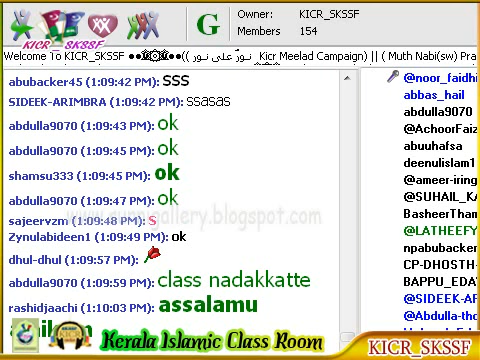 KICR_SKSSF
G
Owner: KICR_SKSSF
Members 154
Welcome To KICR_SKSSF ●●۩۞۩●●(( نورٌ على نور Kicr Meelad Campaign) || ( Muth Nabi(sw) Pra
abubacker45 (1:09:42 PM): sss
SIDEEK-ARIMBRA (1:09:42 PM): ssasas
abdulla9070 (1:09:43 PM): ok
abdulla9070 (1:09:45 PM): ok
shamsu333 (1:09:45 PM): ok
abdulla9070 (1:09:47 PM): ok
sajeervzm (1:09:48 PM): S
Zynulabideen1 (1:09:49 PM): ok
dhul-dhul (1:09:57 PM):
abdulla9070 (1:09:59 PM): class nadakkatte
rashidjaachi (1:10:03 PM): assalamu
@noor_faidhi
abbas_hail
abdulla9070
@AchoorFaiz
abuuhafsa
deenulislam1
@ameer-iring
@SUHAIL_KA
BasheerTham
@LATHEEFY
npabubacker
CP-DHOSTH-
BAPPU_EDA
@SIDEEK-A
@Abdulla-tho
Kerala Islamic Class Room
KICR_SKSSF